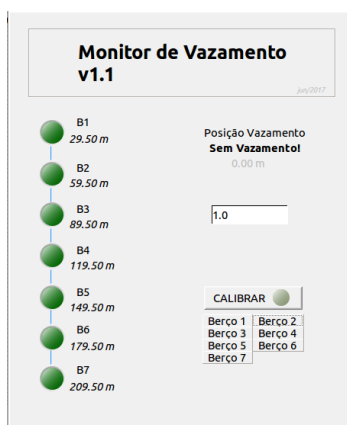 Monitor de Vazamento
v1.1
jun/2017
B1
29.50 m
B2
59.50 m
B3
89.50 m
B4
119.50 m
B5
149.50 m
B6
179.50 m
B7
209.50 m
Posição Vazamento
Sem Vazamento!
0.00 m
1.0
CALIBRAR
Berço 1 Berço 2
Berço 3 Berço 4
Berço 5 Berço 6
Berço 7